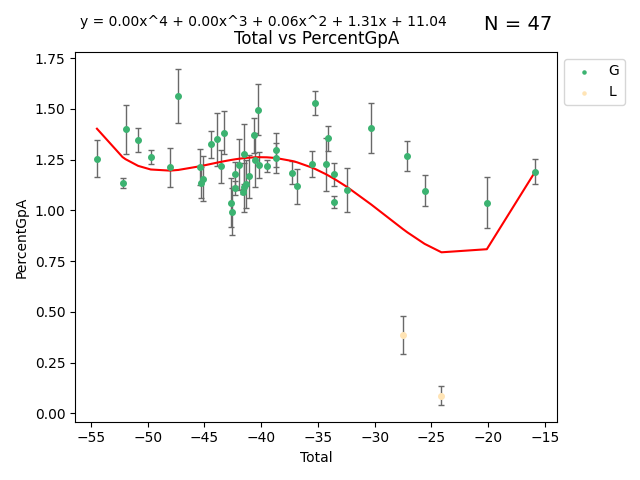 y = 0.00x^4 + 0.00x^3 + 0.06x^2 + 1.31x + 11.04
N = 47
Total vs PercentGpA
G
L
PercentGpA
1.75
1.50
1.25
1.00
0.75
0.50
0.25
0.00
−55 −50 −45 −40 −35 −30 −25 −20 −15
Total